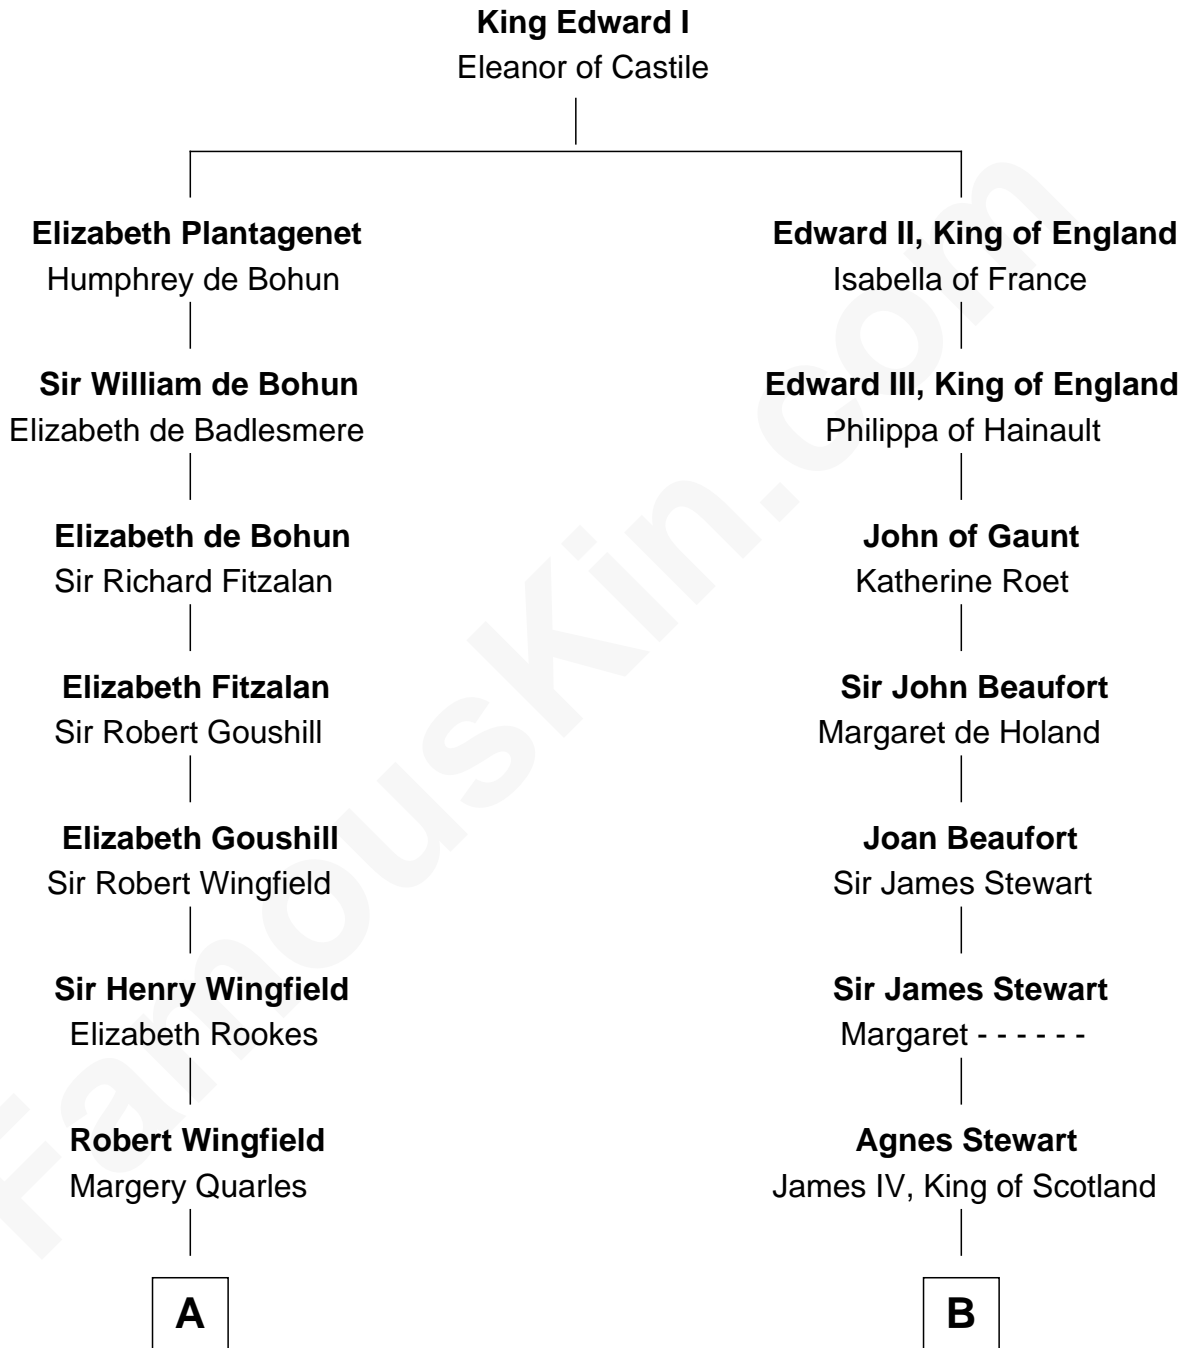 King Edward I
Eleanor of Castile
Elizabeth Plantagenet
Humphrey de Bohun
Edward II, King of England
Isabella of France
Sir William de Bohun
Elizabeth de Badlesmere
Edward III, King of England
Philippa of Hainault
Elizabeth de Bohun
Sir Richard Fitzalan
John of Gaunt
Katherine Roet
Elizabeth Fitzalan
Sir Robert Goushill
Sir John Beaufort
Margaret de Holand
Elizabeth Goushill
Sir Robert Wingfield
Joan Beaufort
Sir James Stewart
Sir Henry Wingfield
Elizabeth Rookes
Sir James Stewart
Margaret - - - - - -
Robert Wingfield
Margery Quarles
Agnes Stewart
James IV, King of Scotland
A
B
FamousKin.com